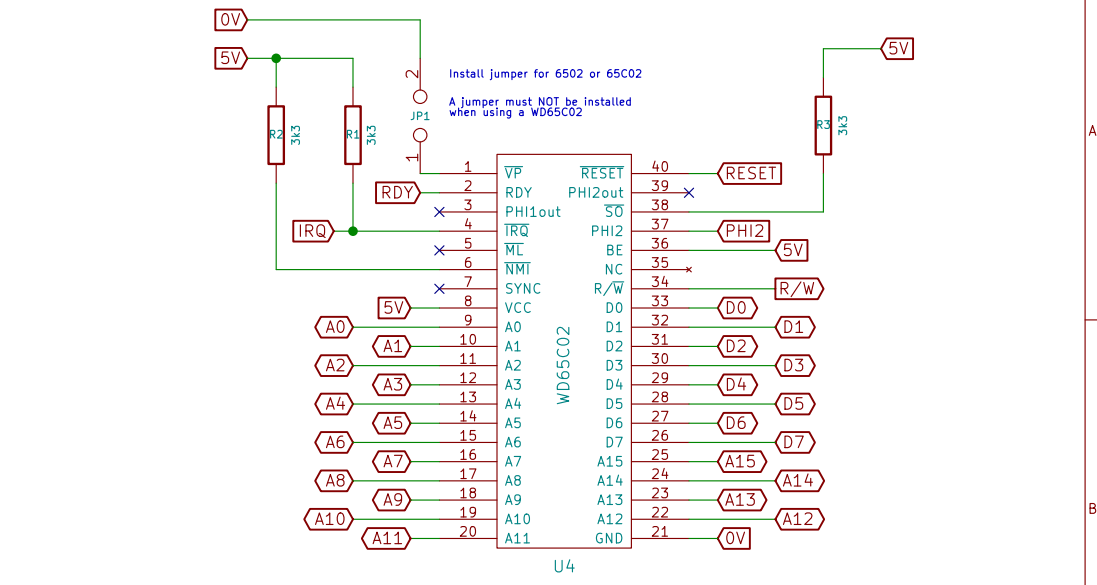 0V
5V
5V
2
Install jumper for 6502 or 65C02
A jumper must NOT be installed
when using a WD65C02
JP1
1
R2
3k3
R1
3k3
R3
3k3
A
1 VP RESET 40 RESET
RDY 2 RDY PHI2out 39
3 PHI1out SO 38
IRQ 4 IRQ PHI2 37 PHI2
5 ML BE 36 5V
6 NMI NC 35
7 SYNC R/W 34 R/W
5V 8 VCC D0 33 D0
A0 9 A0 D1 32 D1
A1 10 A1 D2 31 D2
A2 11 A2 D3 30 D3
A3 12 A3 D4 29 D4
A4 13 A4 D5 28 D5
A5 14 A5 D6 27 D6
A6 15 A6 D7 26 D7
A7 16 A7 A15 25 A15
A8 17 A8 A14 24 A14
A9 18 A9 A13 23 A13
A10 19 A10 A12 22 A12
A11 20 A11 GND 21 0V
WD65C02
U4
B